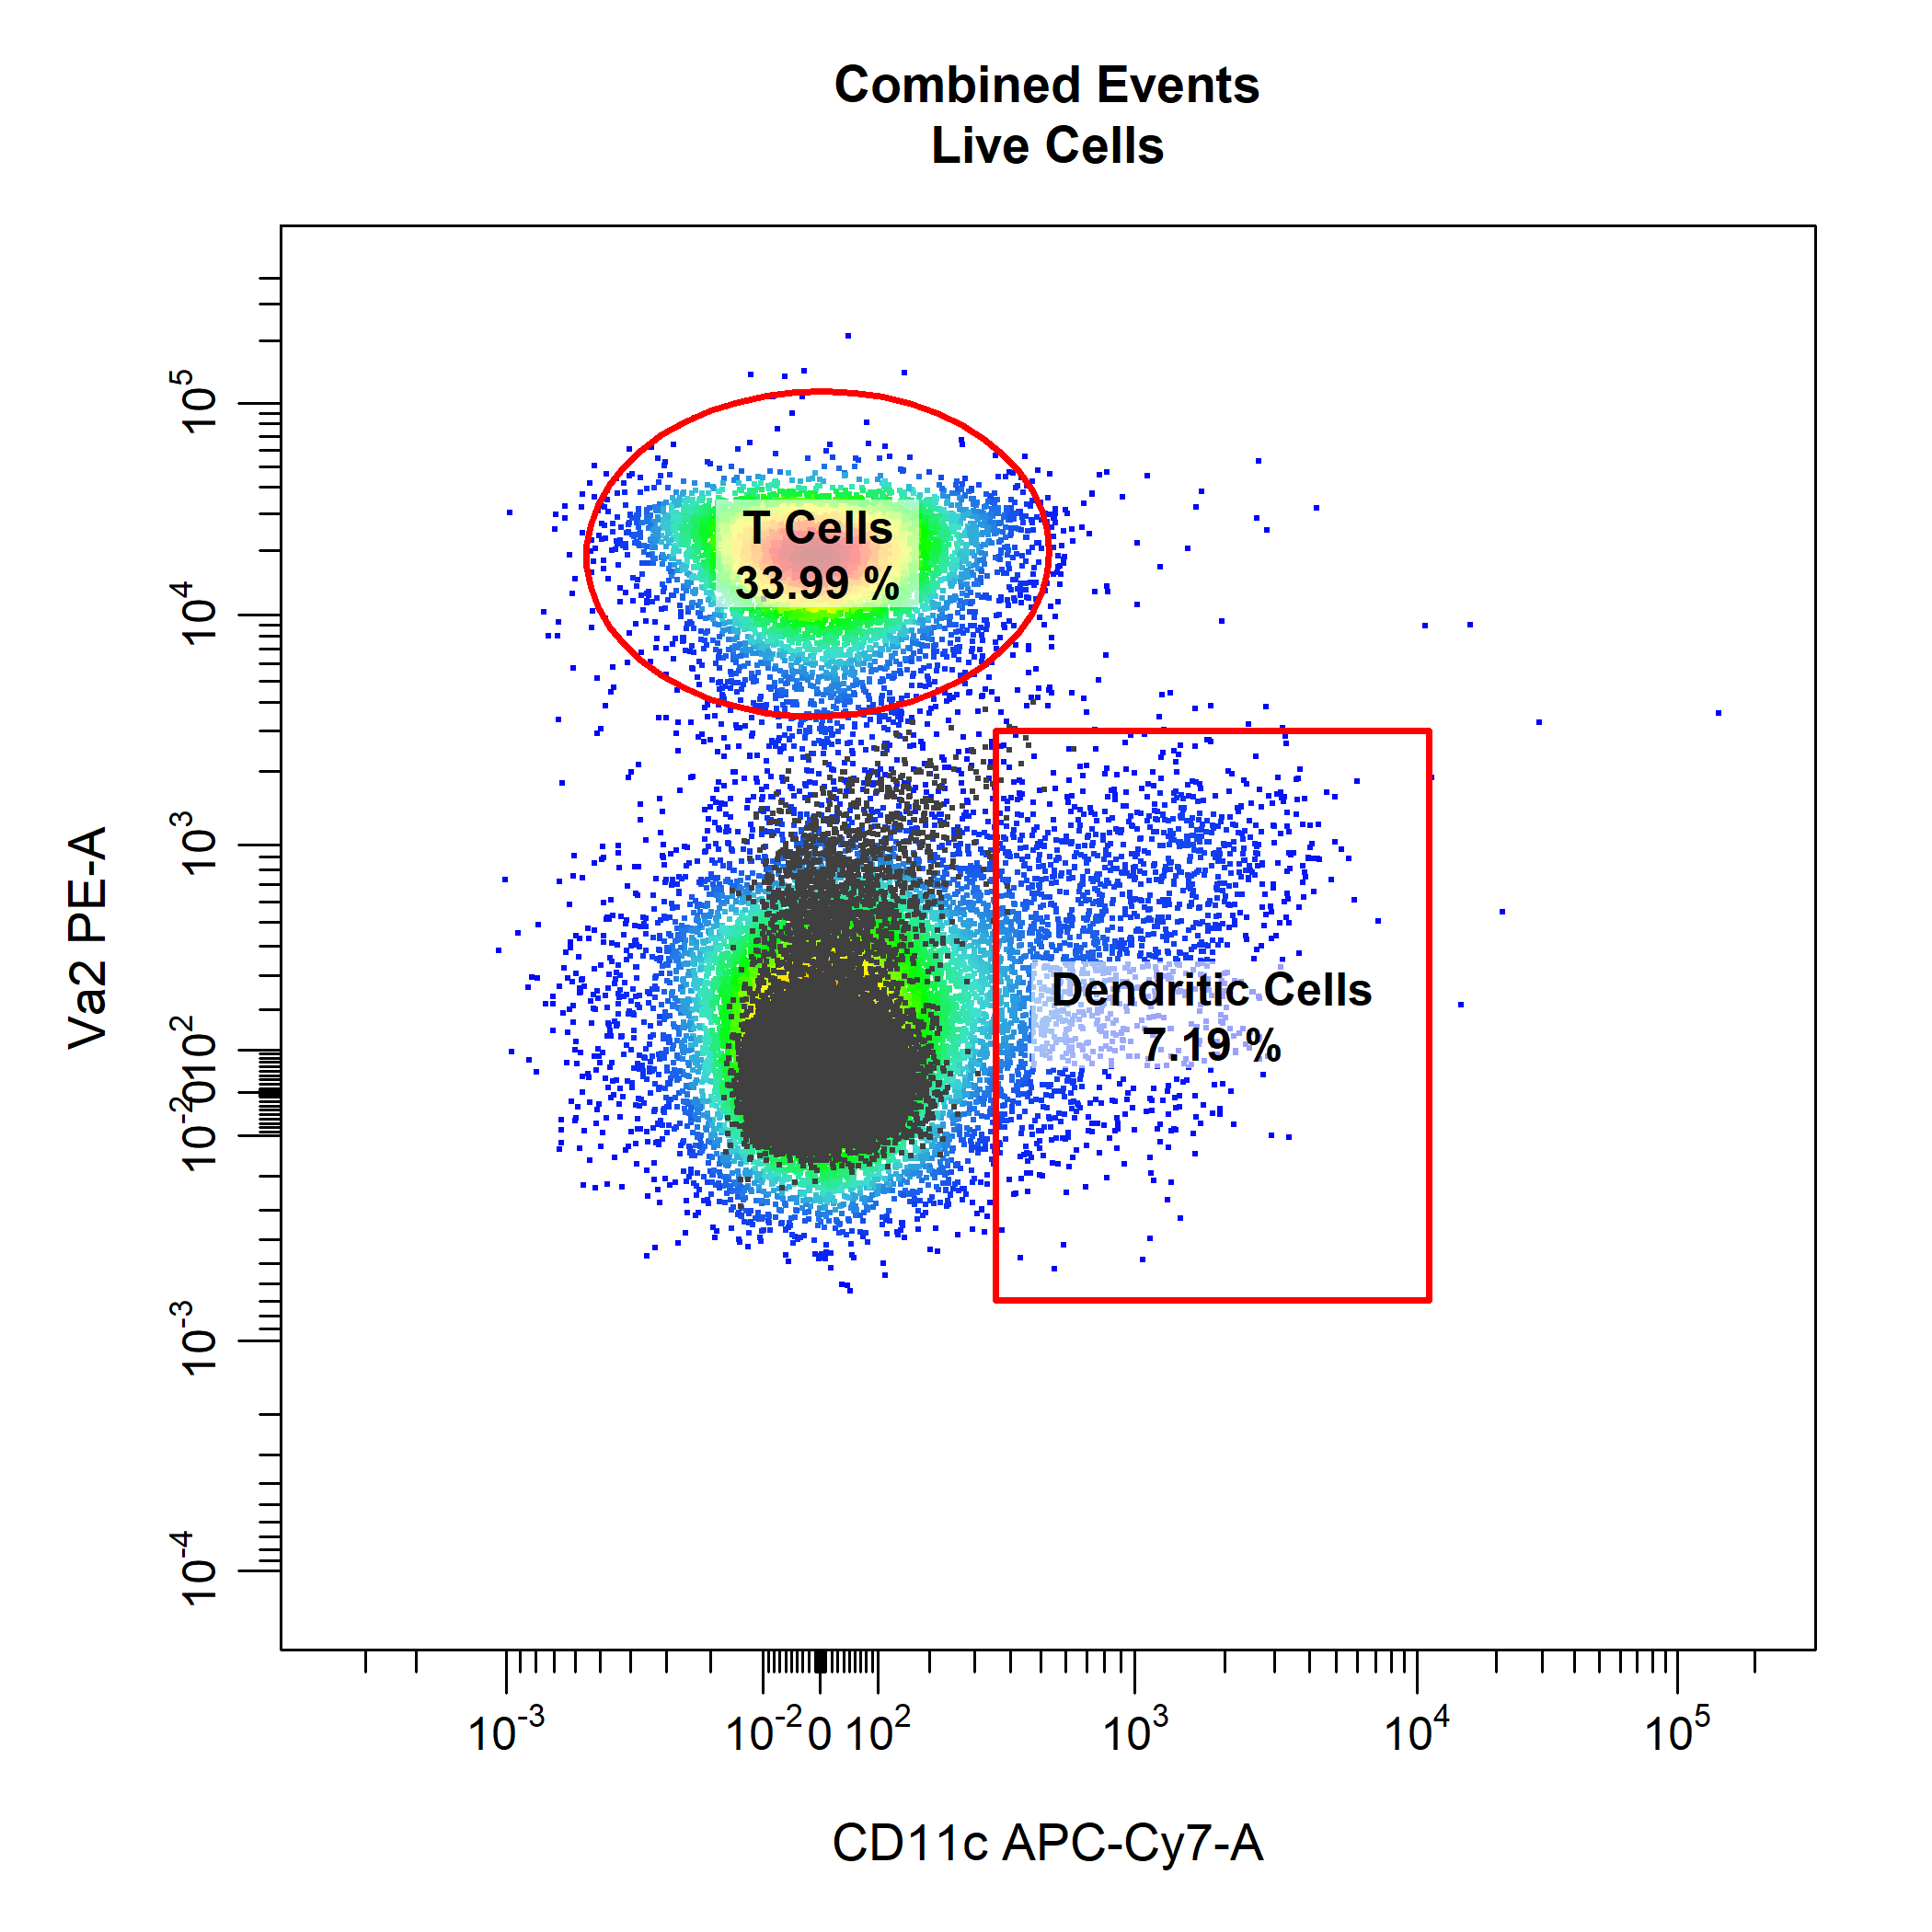 Combined Events
Live Cells
T Cells
33.99 %
Dendritic Cells
7.19 %
Va2 PE-A
10^5
10^4
10^3
10^2
0
10^-2
10^-3
10^-4
10^-3
10^-2
0
10^2
10^3
10^4
10^5
CD11c APC-Cy7-A